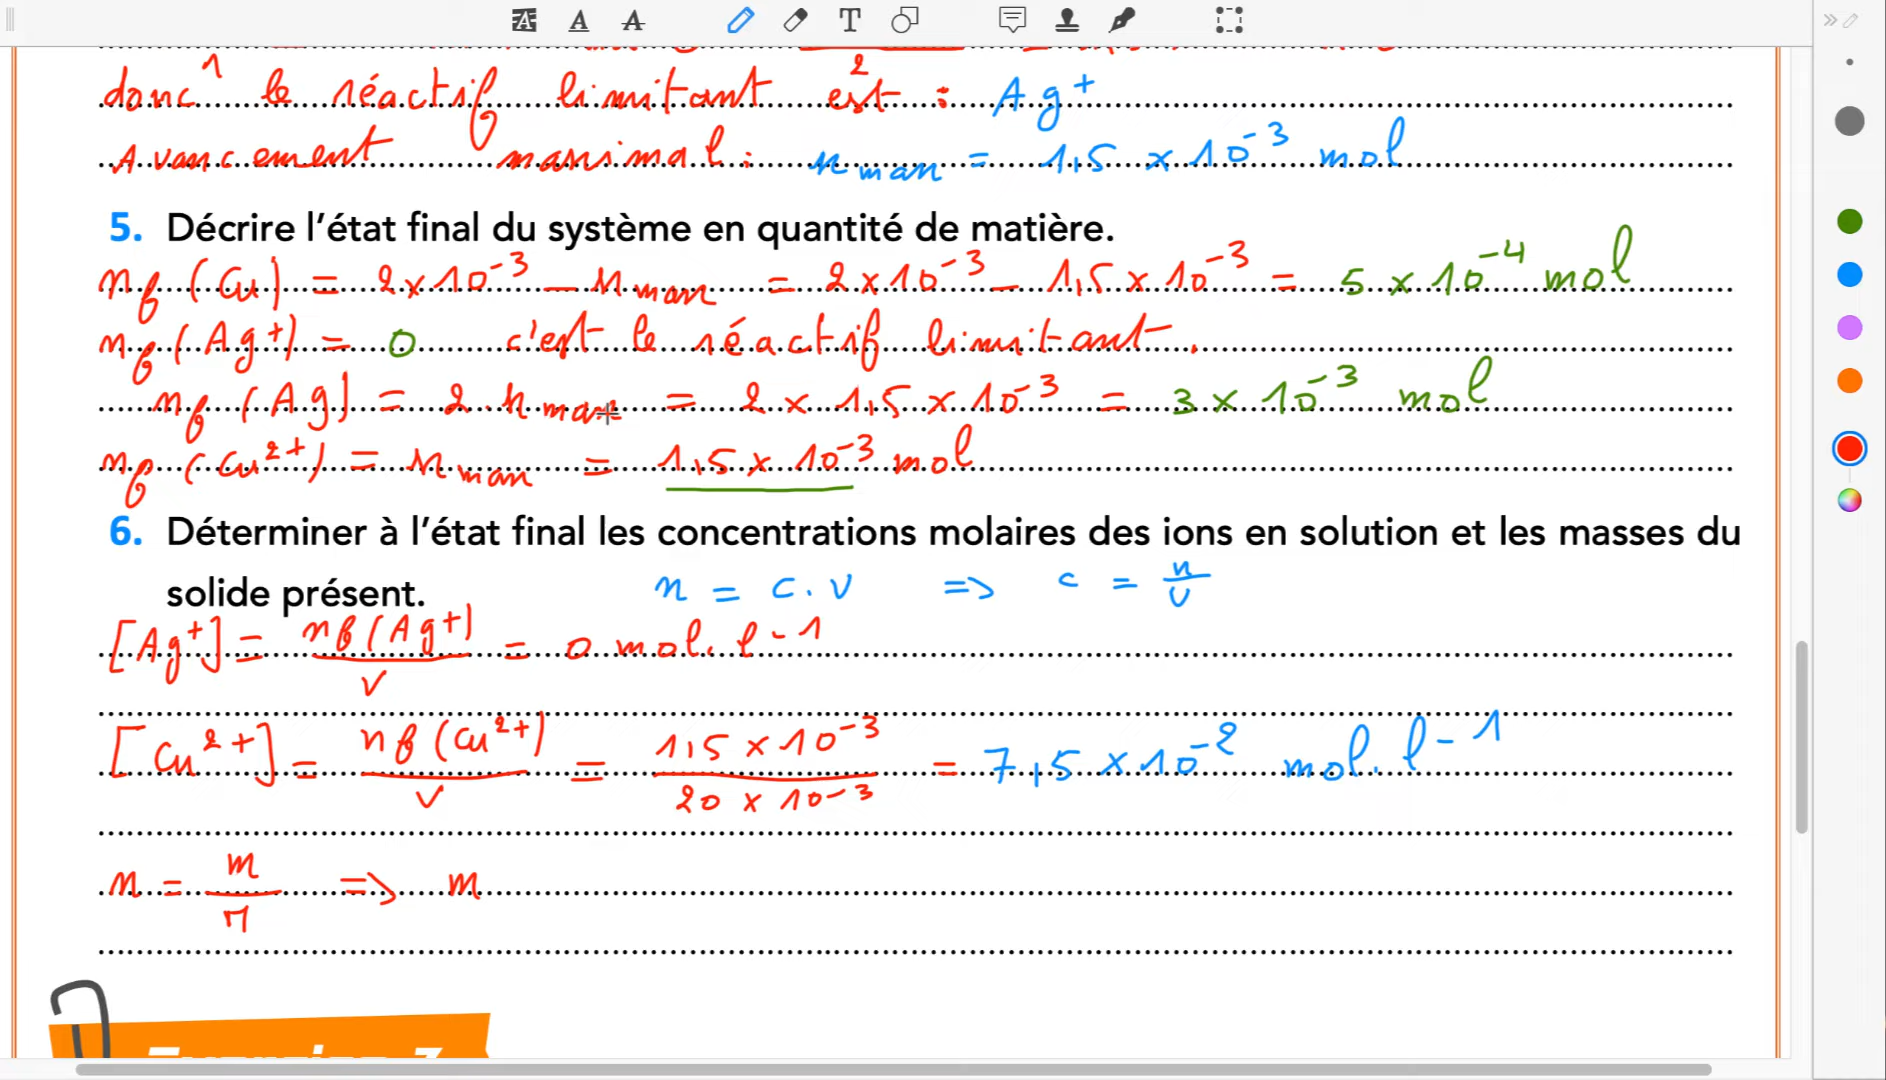 donc le réactif limitant est : Ag⁺
Avancement maximal : xmax = 1,5 × 10⁻³ mol
5. Décrire l'état final du système en quantité de matière.
nf (Cu) = 2×10⁻³ - xmax = 2×10⁻³ - 1,5×10⁻³ = 5 × 10⁻⁴ mol
nf (Ag⁺) = 0 c'est le réactif limitant.
nf (Ag) = 2.xmax = 2 × 1,5 × 10⁻³ = 3 × 10⁻³ mol
nf (Cu²⁺) = xmax = 1,5 × 10⁻³ mol
6. Déterminer à l'état final les concentrations molaires des ions en solution et les masses du
solide présent. n = c.v => c = n/v
[Ag⁺] = nf (Ag⁺)/v = 0 mol.l⁻¹
[Cu²⁺] = nf (Cu²⁺)/v = 1,5 × 10⁻³/20 × 10⁻³ = 7,5 × 10⁻² mol.l⁻¹
n = m/M => m